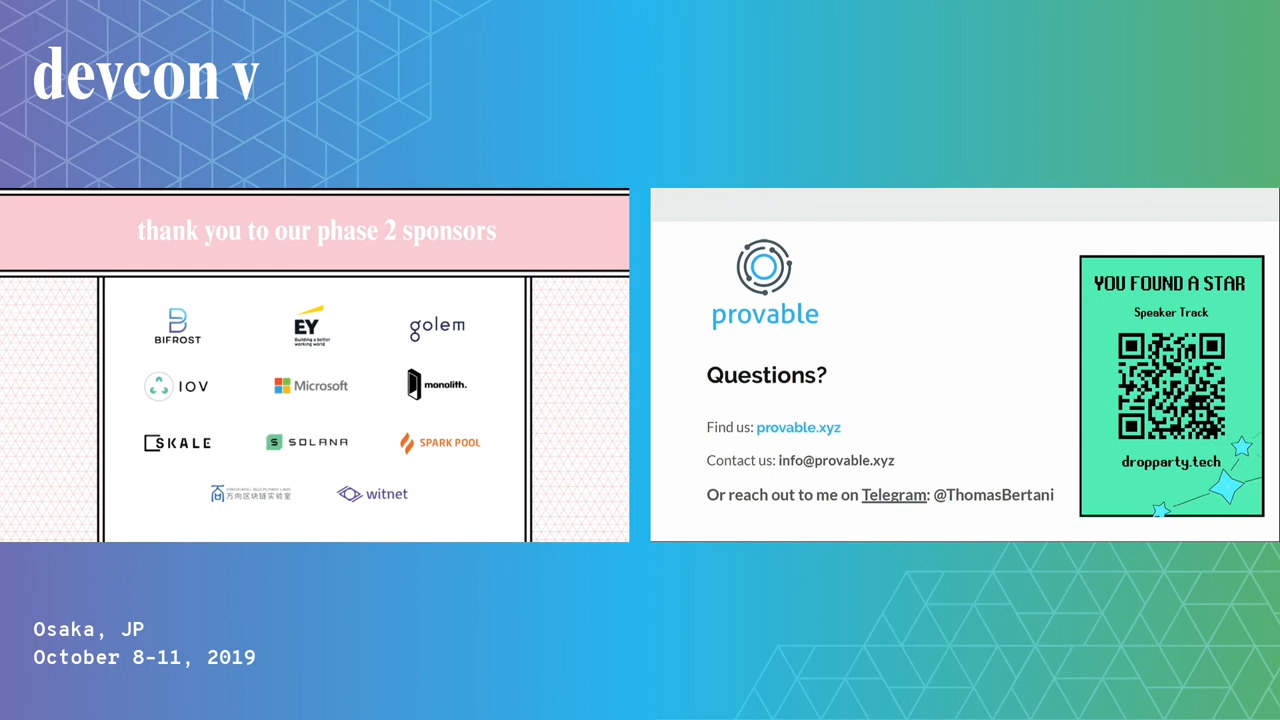 devcon v
thank you to our phase 2 sponsors
BIFROST
EY
Building a better
working world
golem
IOV
Microsoft
monolith.
SKALE
S SOLANA
SPARK POOL
万向区块链实验室
witnet
provable
Questions?
Find us: provable.xyz
Contact us: info@provable.xyz
Or reach out to me on Telegram: @ThomasBertani
YOU FOUND A STAR
Speaker Track
dropparty.tech
Osaka, JP
October 8-11, 2019